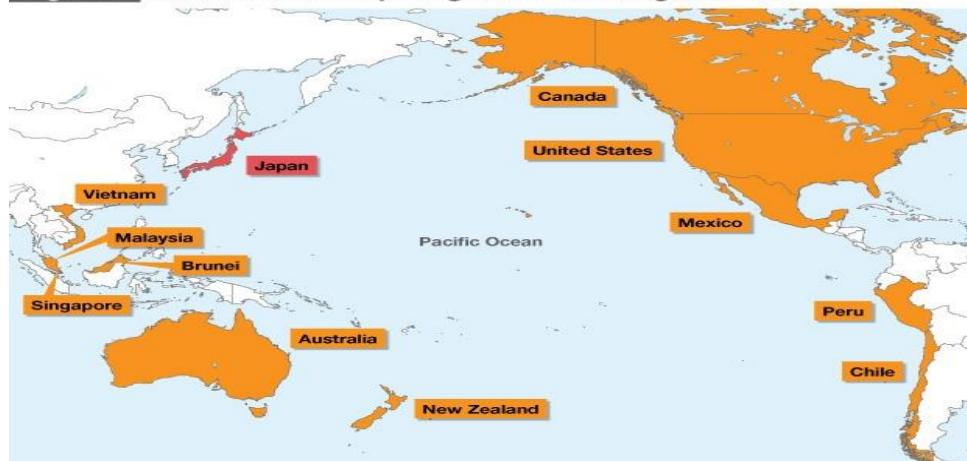 Canada
United States
Japan
Vietnam
Mexico
Malaysia
Pacific Ocean
Brunei
Singapore
Peru
Australia
Chile
New Zealand